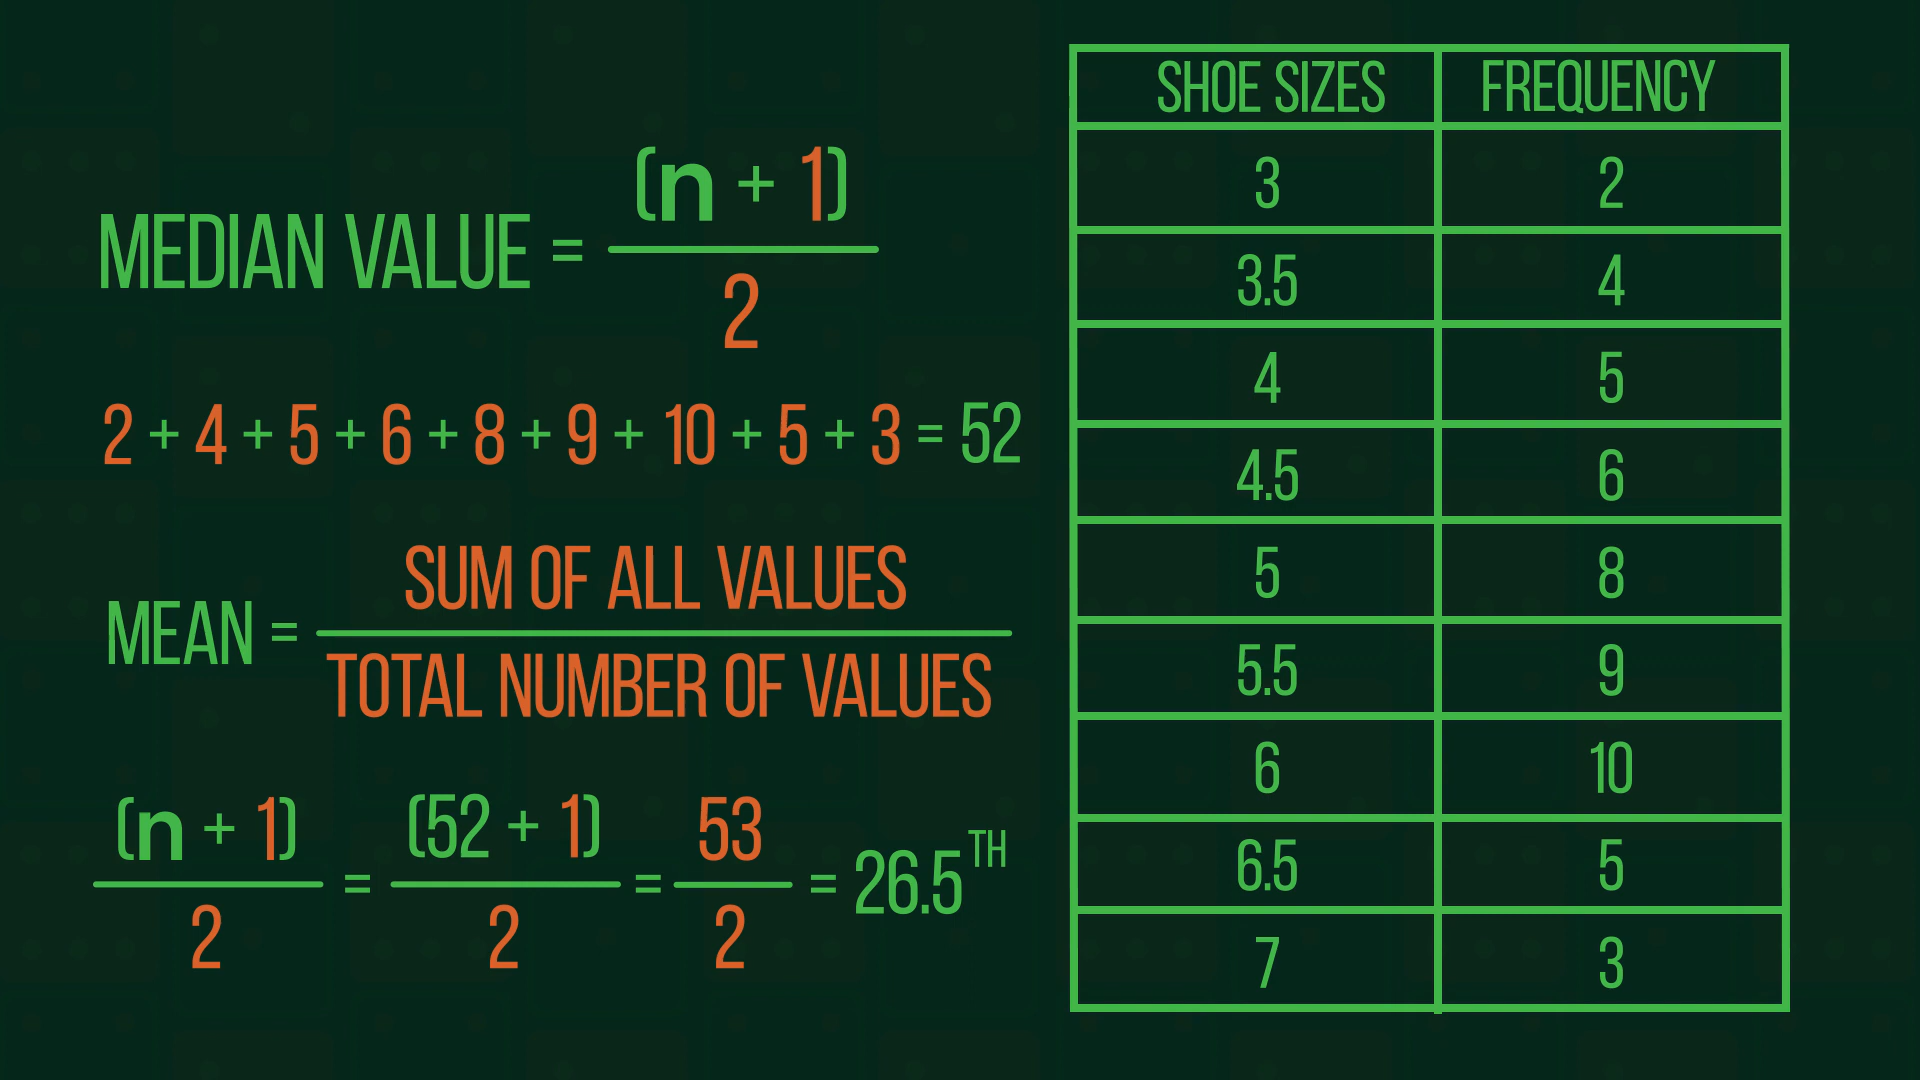 MEDIAN VALUE = (n + 1) / 2
2 + 4 + 5 + 6 + 8 + 9 + 10 + 5 + 3 = 52
MEAN = SUM OF ALL VALUES / TOTAL NUMBER OF VALUES
(n + 1) / 2 = (52 + 1) / 2 = 53 / 2 = 26.5TH
SHOE SIZES FREQUENCY
3 2
3.5 4
4 5
4.5 6
5 8
5.5 9
6 10
6.5 5
7 3